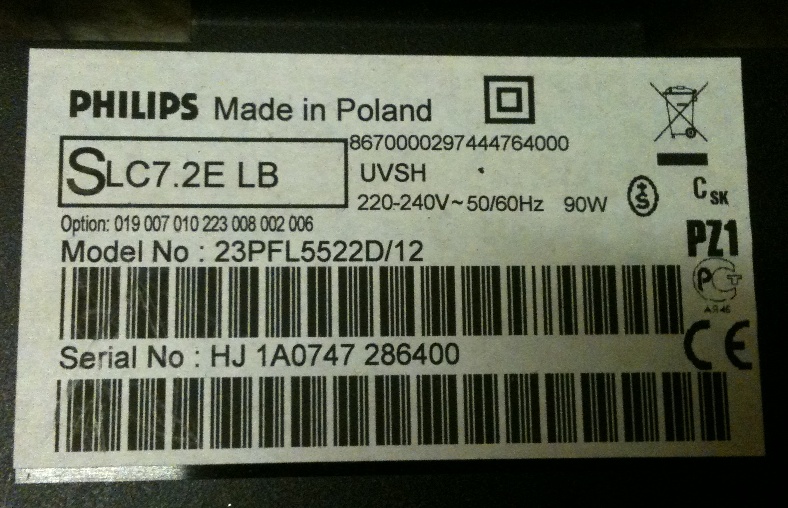 PHILIPS Made in Poland
8670000297444764000
SLC7.2E LB
UVSH
220-240V~50/60Hz 90W
S
CSK
Option: 019 007 010 223 008 002 006
PZ1
Model No : 23PFL5522D/12
PCT
CE
Serial No : HJ 1A0747 286400